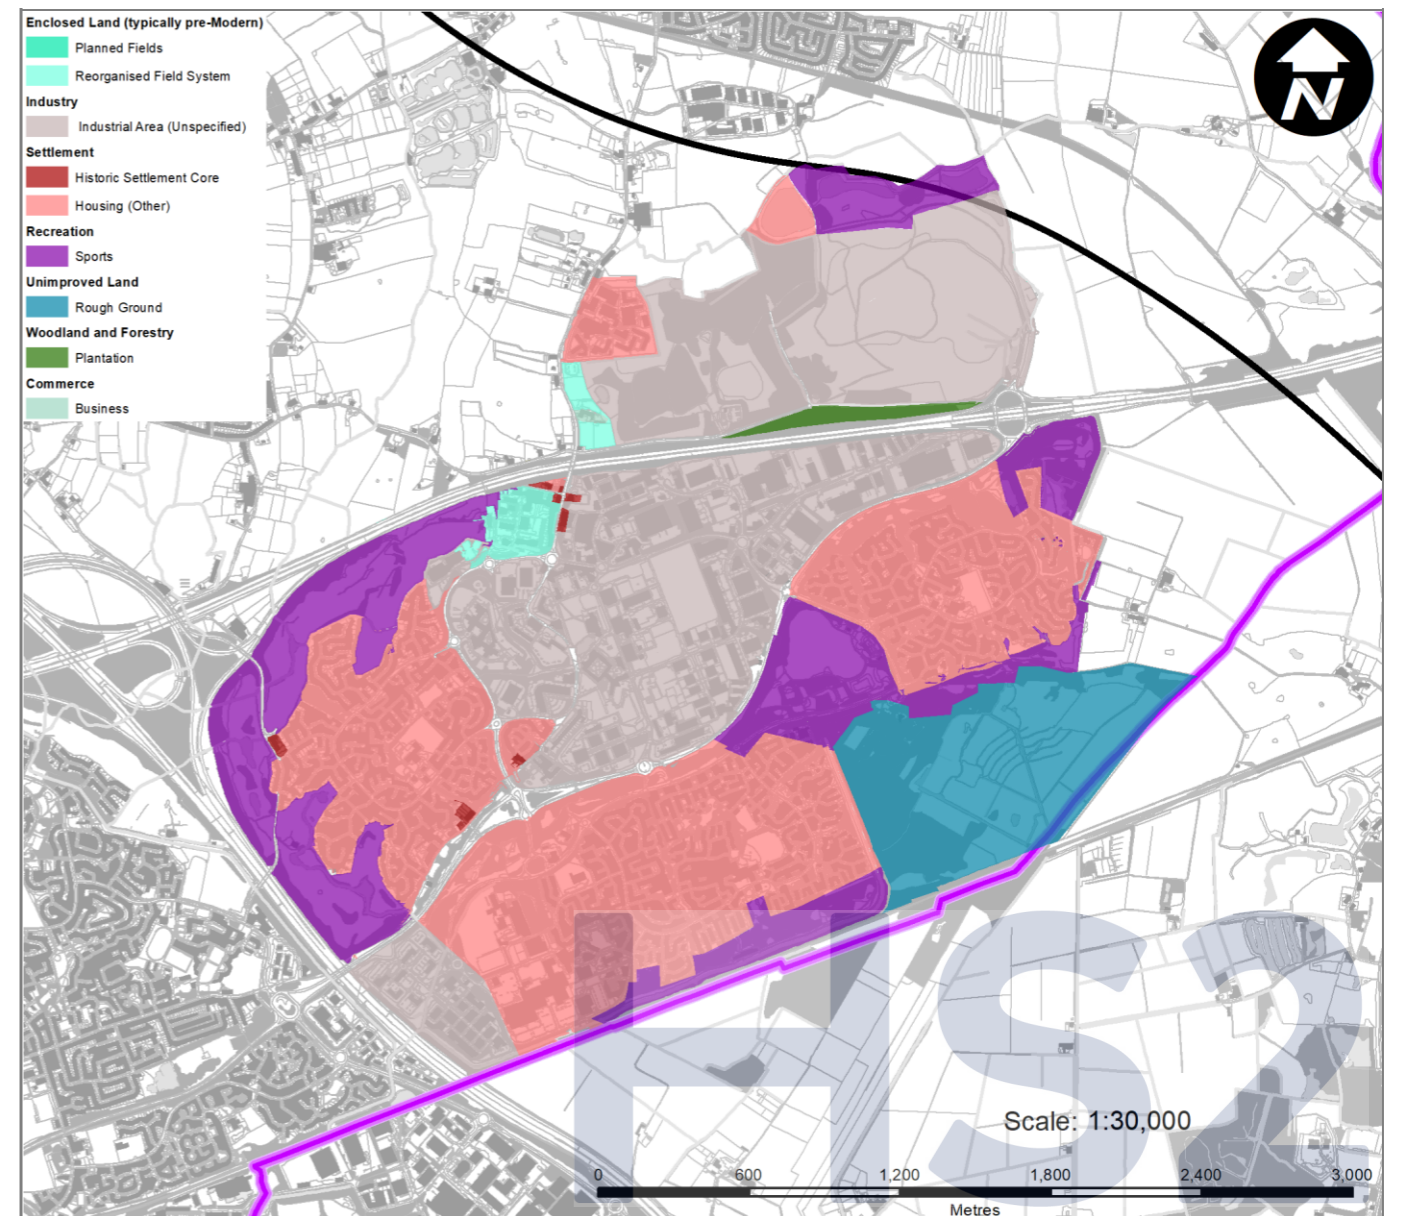 Enclosed Land (typically pre-Modern)
Planned Fields
Reorganised Field System
Industry
Industrial Area (Unspecified)
Settlement
Historic Settlement Core
Housing (Other)
Recreation
Sports
Unimproved Land
Rough Ground
Woodland and Forestry
Plantation
Commerce
Business
N
HS2
Scale: 1:30,000
0 600 1,200 1,800 2,400 3,000
Metres